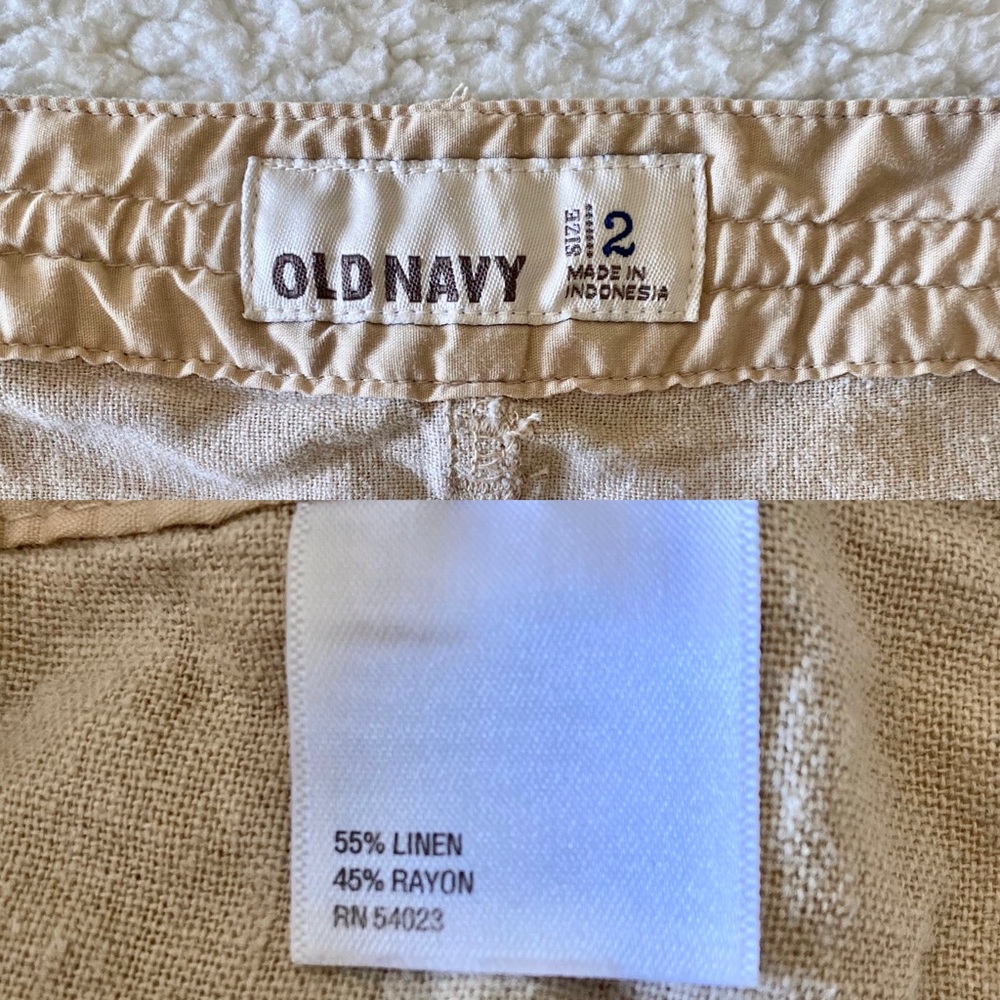 OLD NAVY
SIZE 2
MADE IN
INDONESIA
55% LINEN
45% RAYON
RN 54023